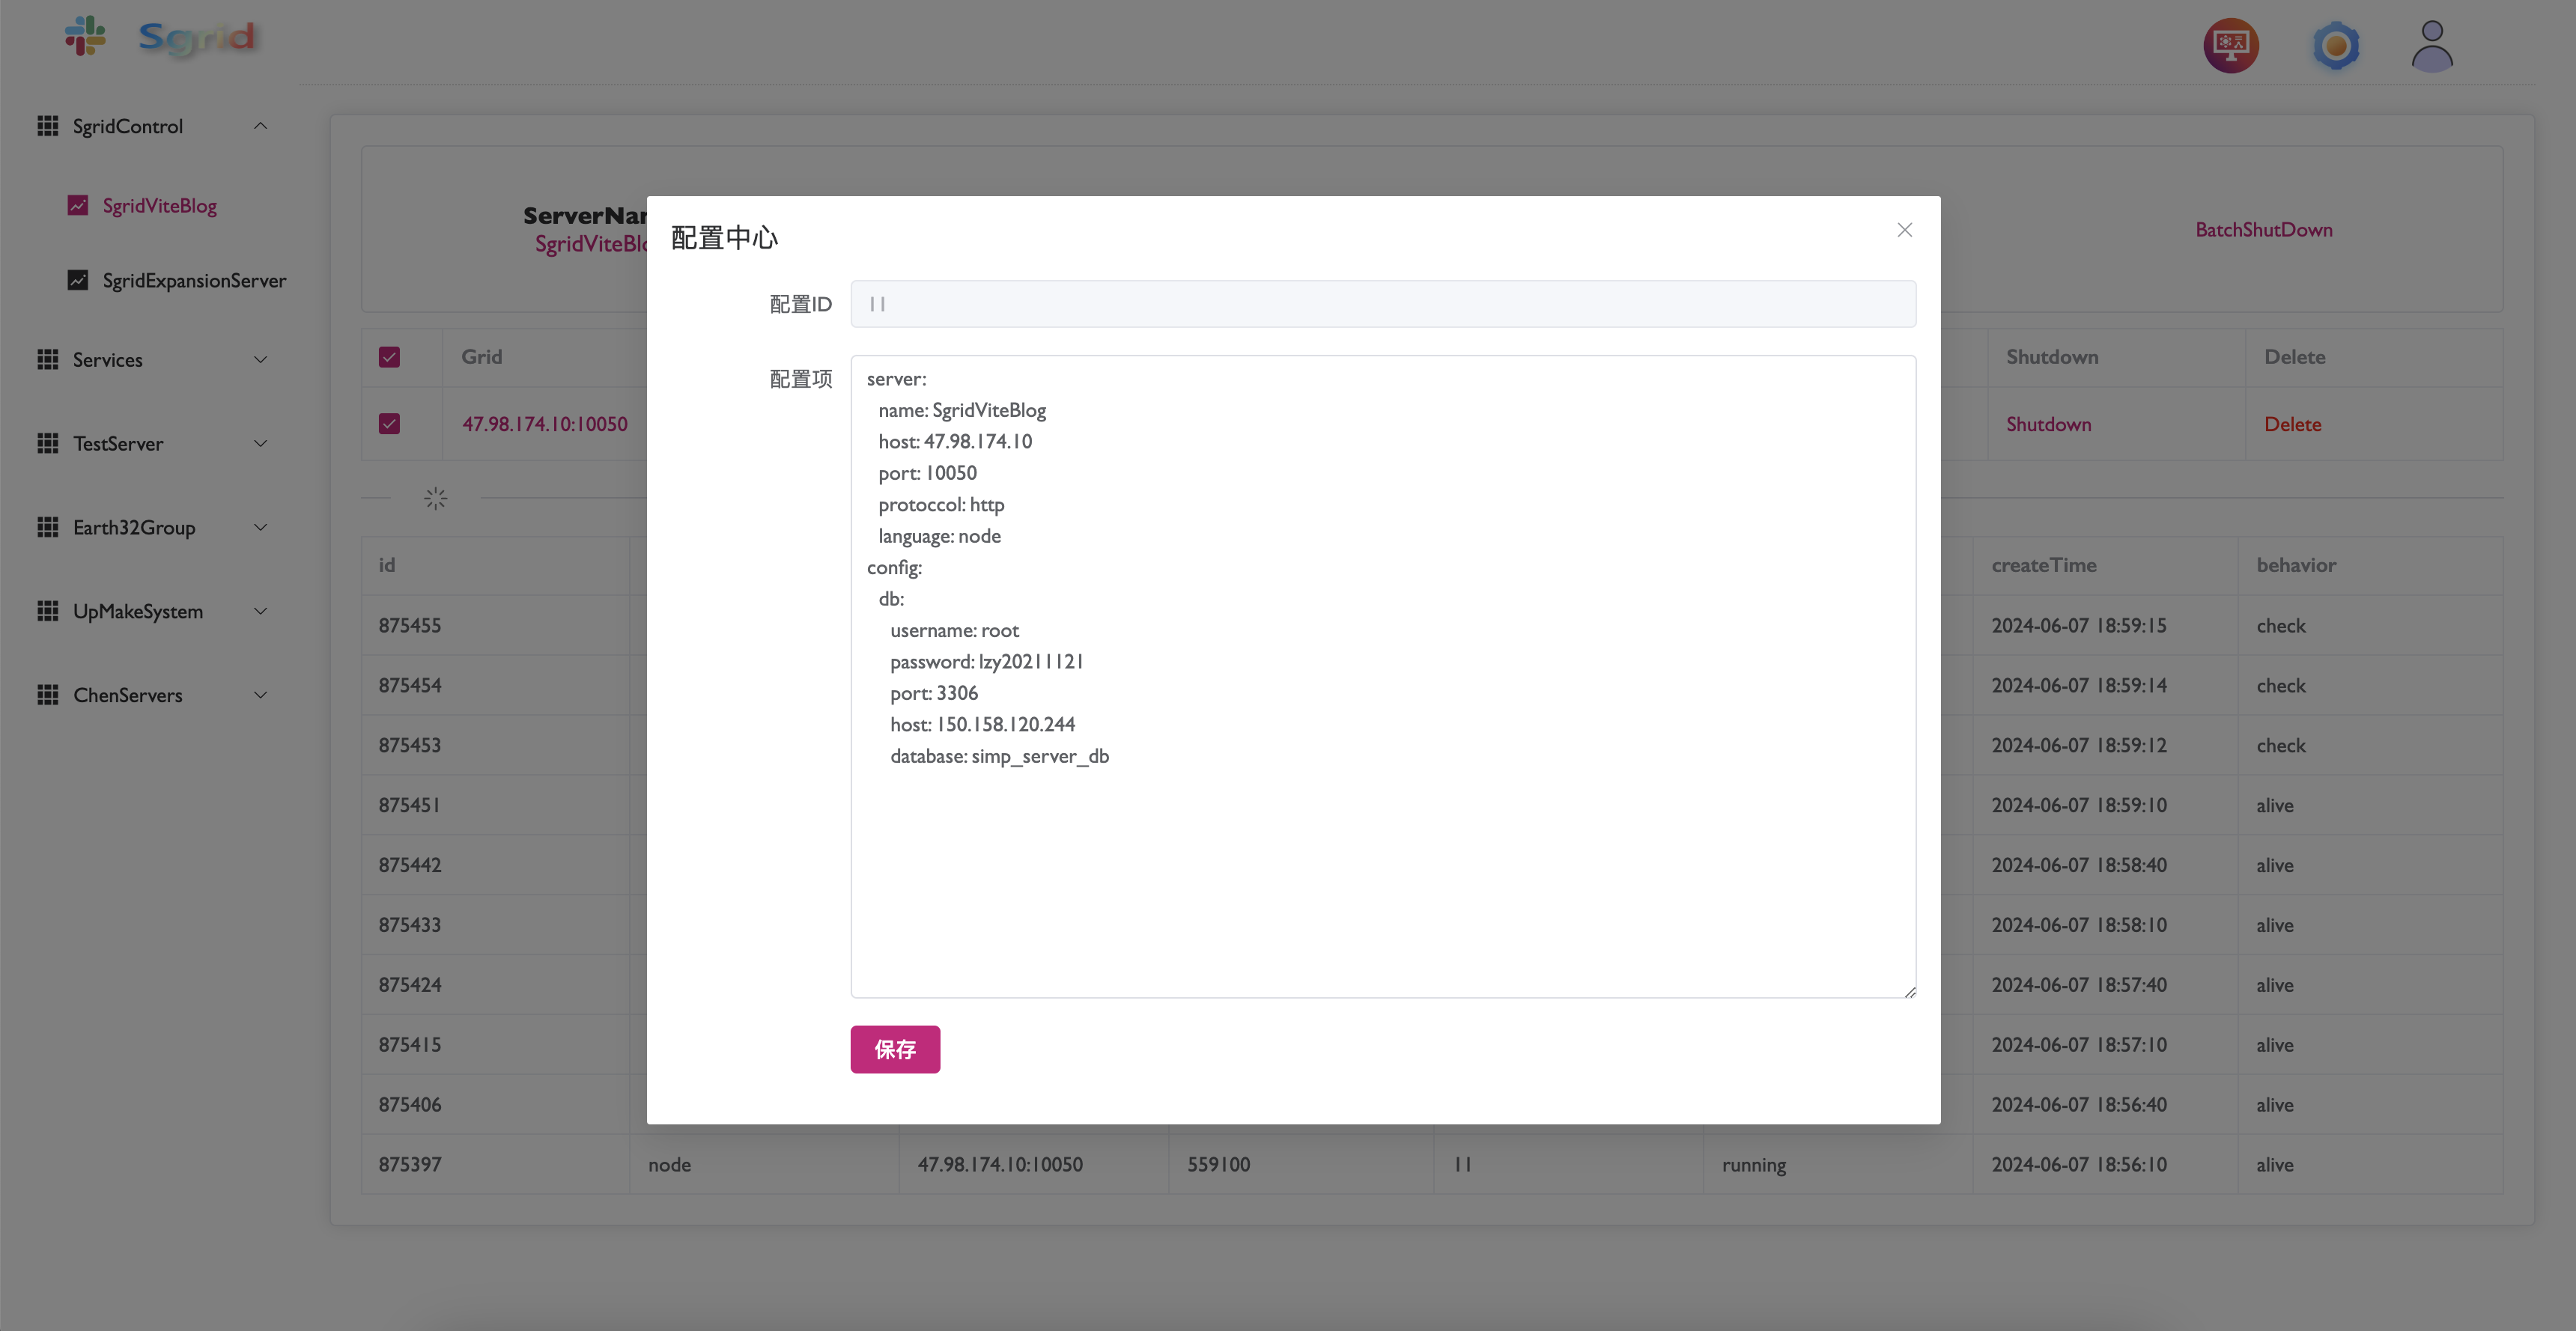 Sgrid
SgridControl
SgridViteBlog
SgridExpansionServer
Services
TestServer
Earth32Group
UpMakeSystem
ChenServers
ServerNa
SgridViteBl
BatchShutDown
Grid
Shutdown
Delete
47.98.174.10:10050
Shutdown
Delete
配置中心
配置ID
11
配置项
server:
name: SgridViteBlog
host: 47.98.174.10
port: 10050
protoccol: http
language: node
config:
db:
username: root
password: lzy20211121
port: 3306
host: 150.158.120.244
database: simp_server_db
保存
id
createTime
behavior
875455
2024-06-07 18:59:15
check
875454
2024-06-07 18:59:14
check
875453
2024-06-07 18:59:12
check
875451
2024-06-07 18:59:10
alive
875442
2024-06-07 18:58:40
alive
875433
2024-06-07 18:58:10
alive
875424
2024-06-07 18:57:40
alive
875415
2024-06-07 18:57:10
alive
875406
2024-06-07 18:56:40
alive
875397
node
47.98.174.10:10050
559100
11
running
2024-06-07 18:56:10
alive